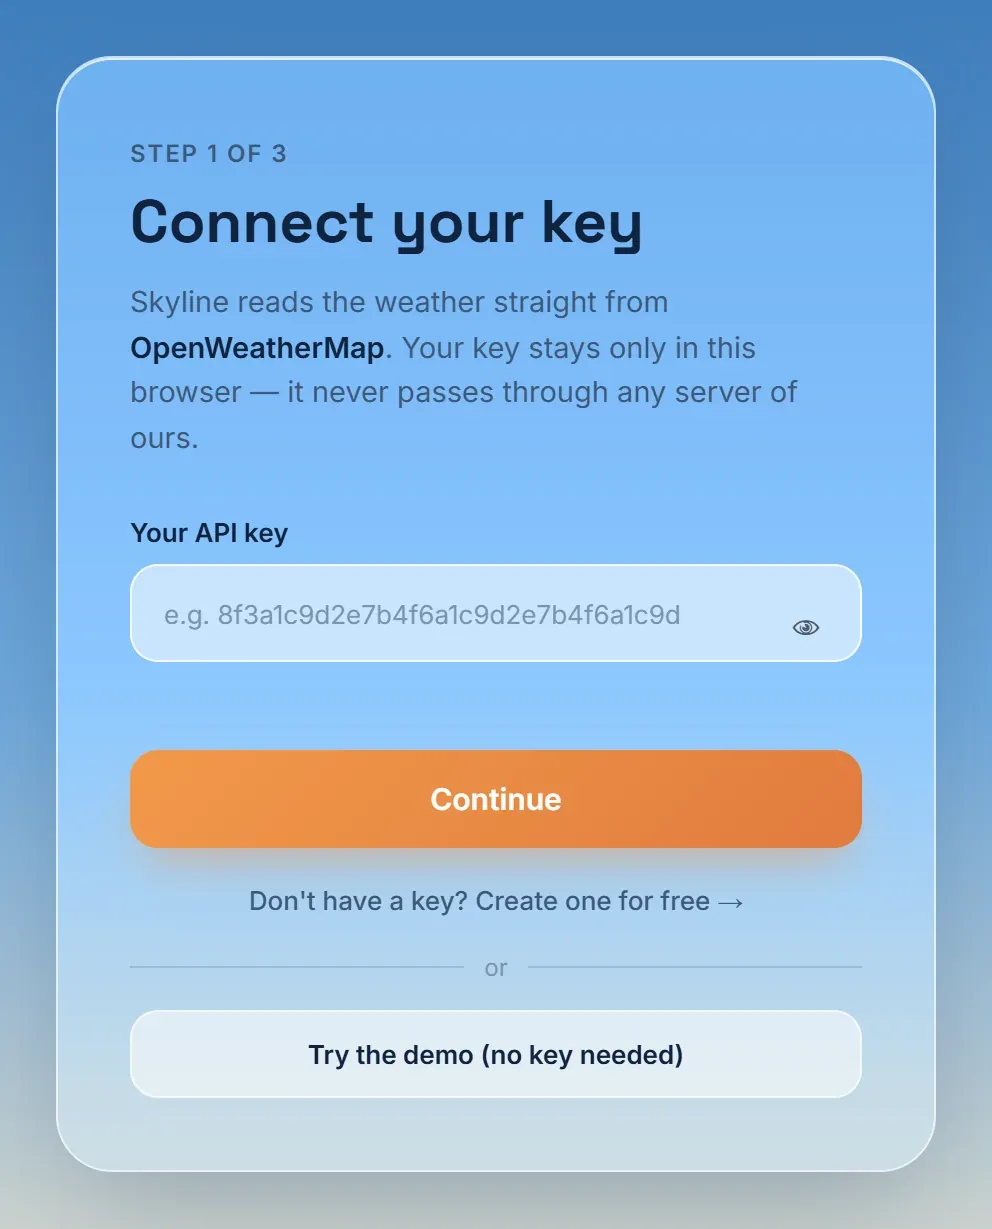 STEP 1 OF 3
Connect your key
Skyline reads the weather straight from
OpenWeatherMap. Your key stays only in this
browser — it never passes through any server of
ours.
Your API key
e.g. 8f3a1c9d2e7b4f6a1c9d2e7b4f6a1c9d
Continue
Don't have a key? Create one for free →
or
Try the demo (no key needed)